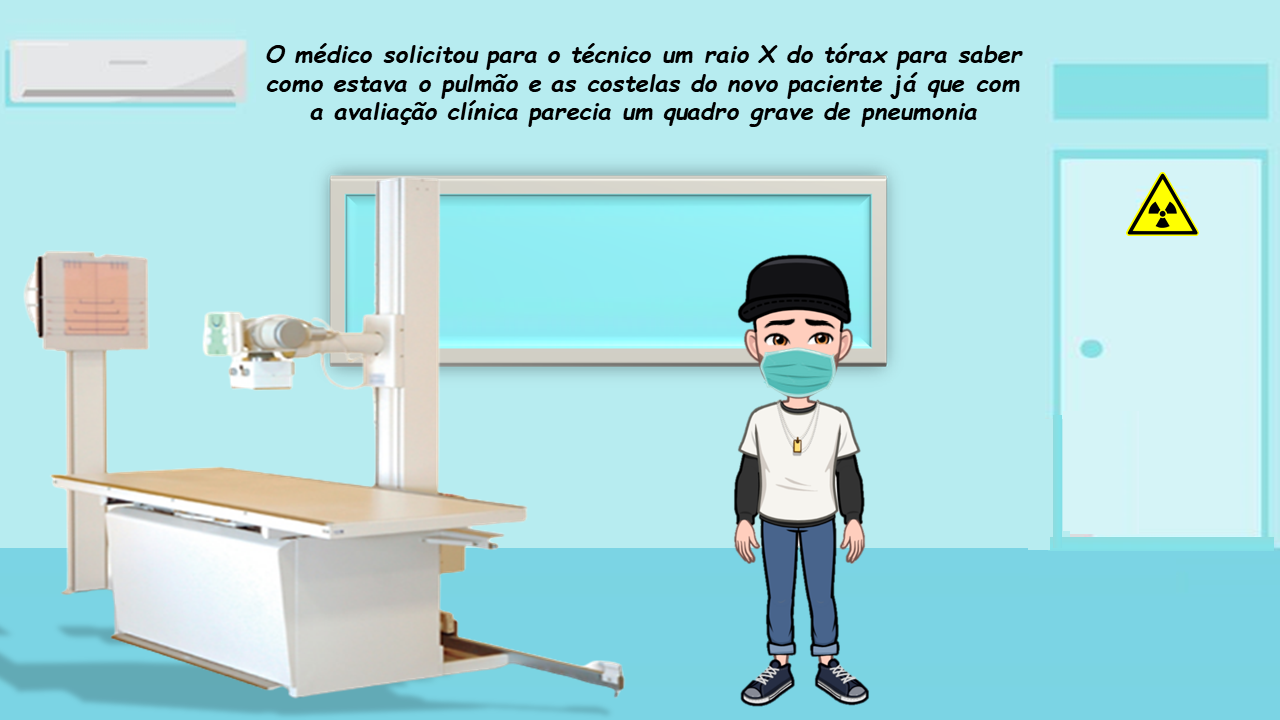 O médico solicitou para o técnico um raio X do tórax para saber
como estava o pulmão e as costelas do novo paciente já que com
a avaliação clínica parecia um quadro grave de pneumonia